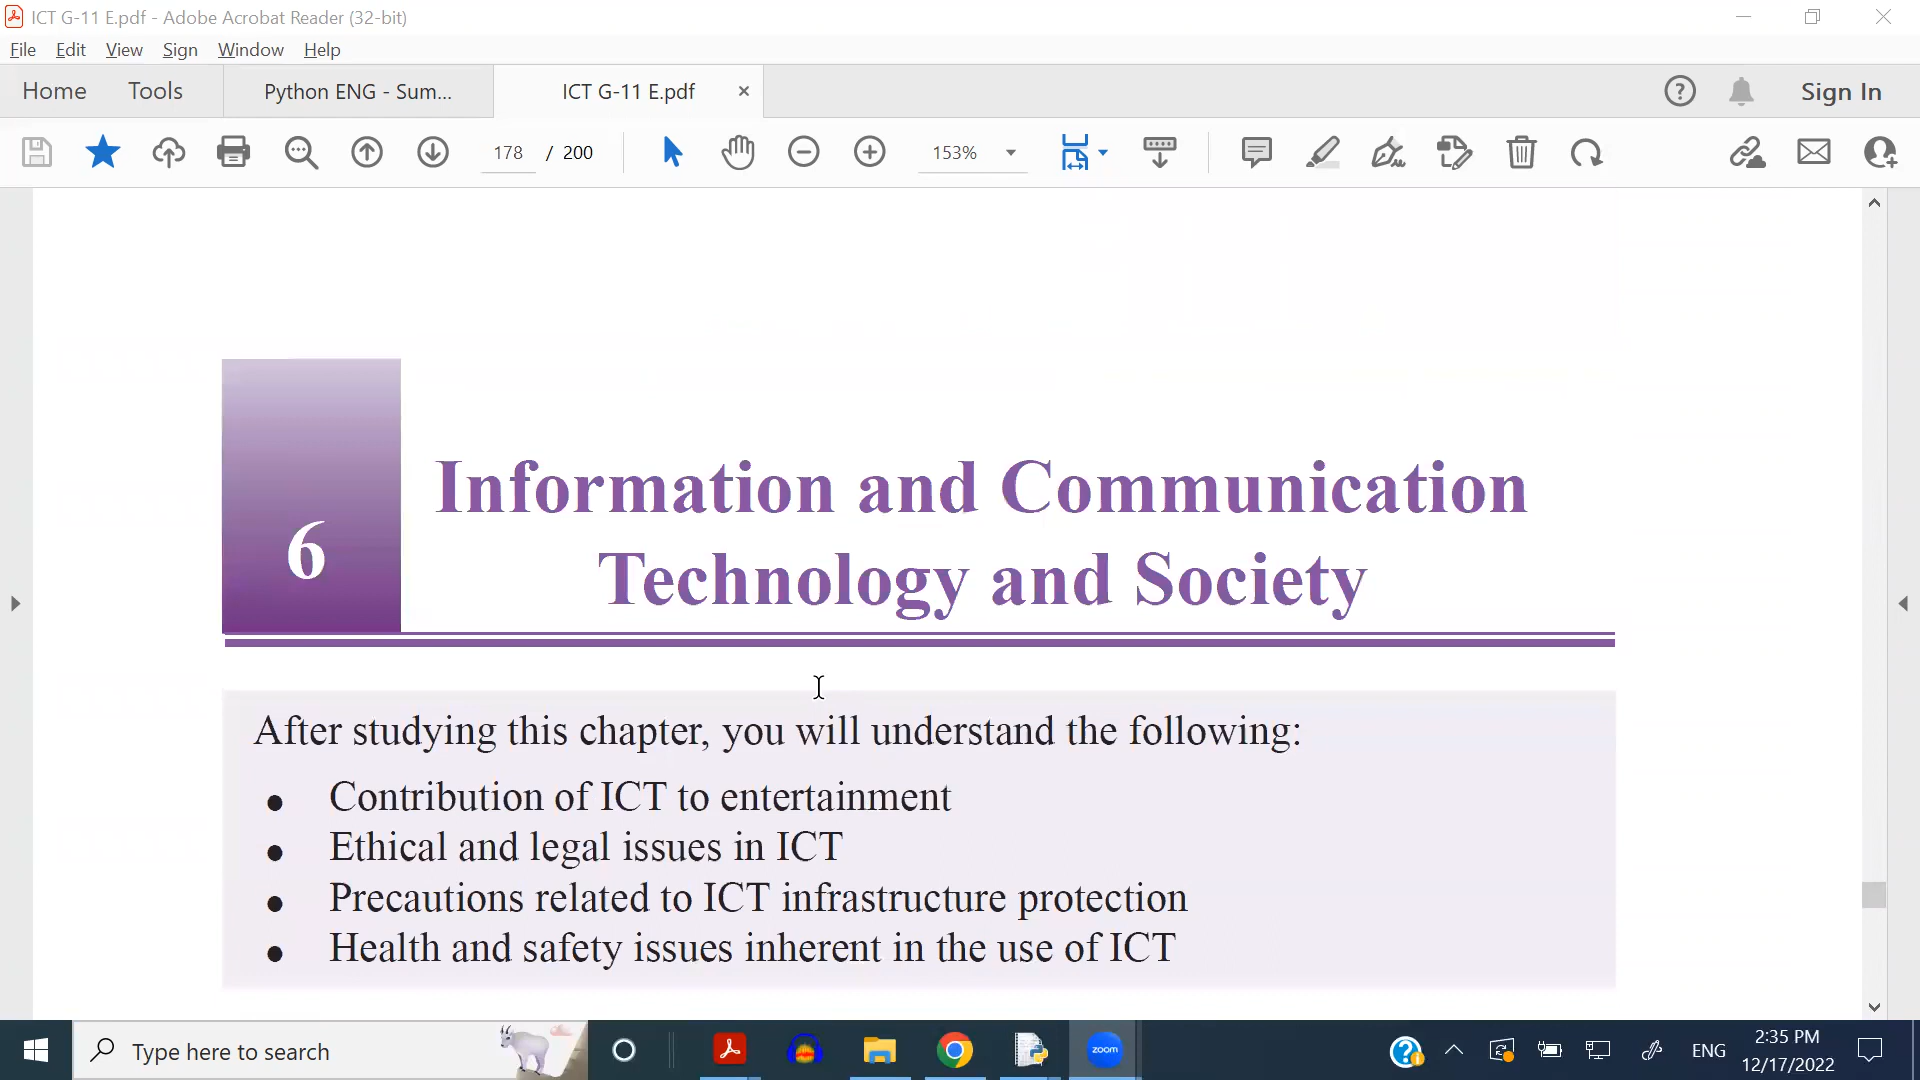 ICT G-11 E.pdf - Adobe Acrobat Reader (32-bit)
File Edit View Sign Window Help
Home Tools Python ENG - Sum... ICT G-11 E.pdf × Sign In
178 / 200 153%
6
Information and Communication
Technology and Society
After studying this chapter, you will understand the following:
● Contribution of ICT to entertainment
● Ethical and legal issues in ICT
● Precautions related to ICT infrastructure protection
● Health and safety issues inherent in the use of ICT
Type here to search zoom ENG 2:35 PM
12/17/2022